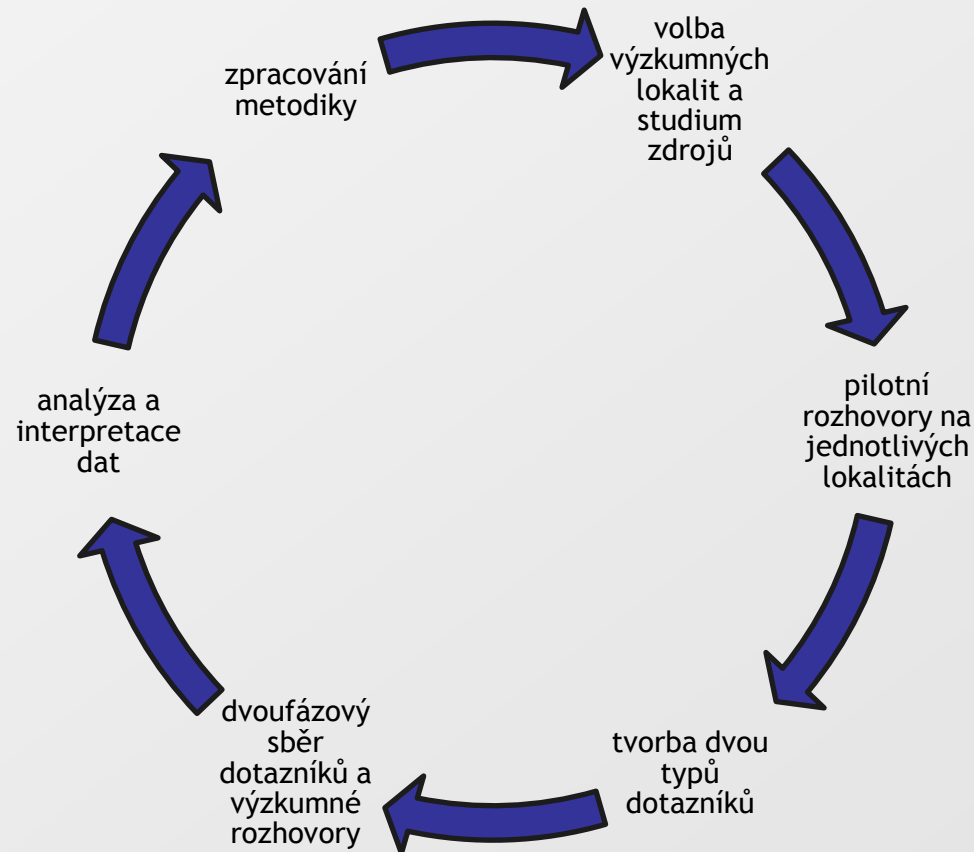 zpracování
metodiky
volba
výzkumných
lokalit a
studium
zdrojů
pilotní
rozhovory na
jednotlivých
lokalitách
tvorba dvou
typů
dotazníků
dvoufázový
sběr
dotazníků a
výzkumné
rozhovory
analýza a
interpretace
dat